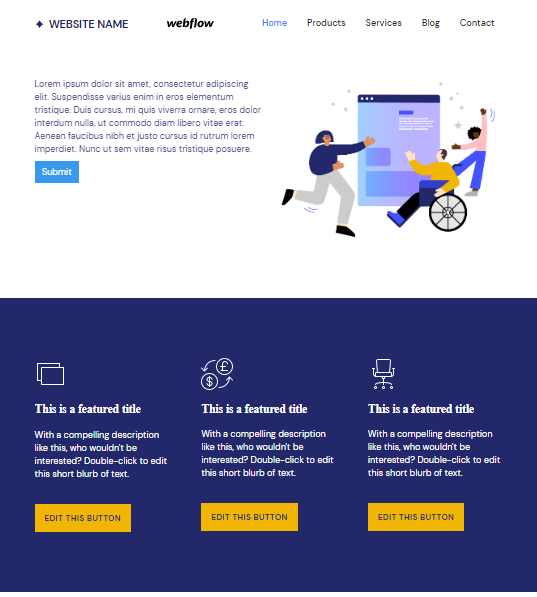 ✦ WEBSITE NAME webflow Home Products Services Blog Contact
Lorem ipsum dolor sit amet, consectetur adipiscing
elit. Suspendisse varius enim in eros elementum
tristique. Duis cursus, mi quis viverra ornare, eros dolor
interdum nulla, ut commodo diam libero vitae erat.
Aenean faucibus nibh et justo cursus id rutrum lorem
imperdiet. Nunc ut sem vitae risus tristique posuere.
Submit
£
$
This is a featured title
With a compelling description
like this, who wouldn't be
interested? Double-click to edit
this short blurb of text.
EDIT THIS BUTTON
This is a featured title
With a compelling description
like this, who wouldn't be
interested? Double-click to edit
this short blurb of text.
EDIT THIS BUTTON
This is a featured title
With a compelling description
like this, who wouldn't be
interested? Double-click to edit
this short blurb of text.
EDIT THIS BUTTON